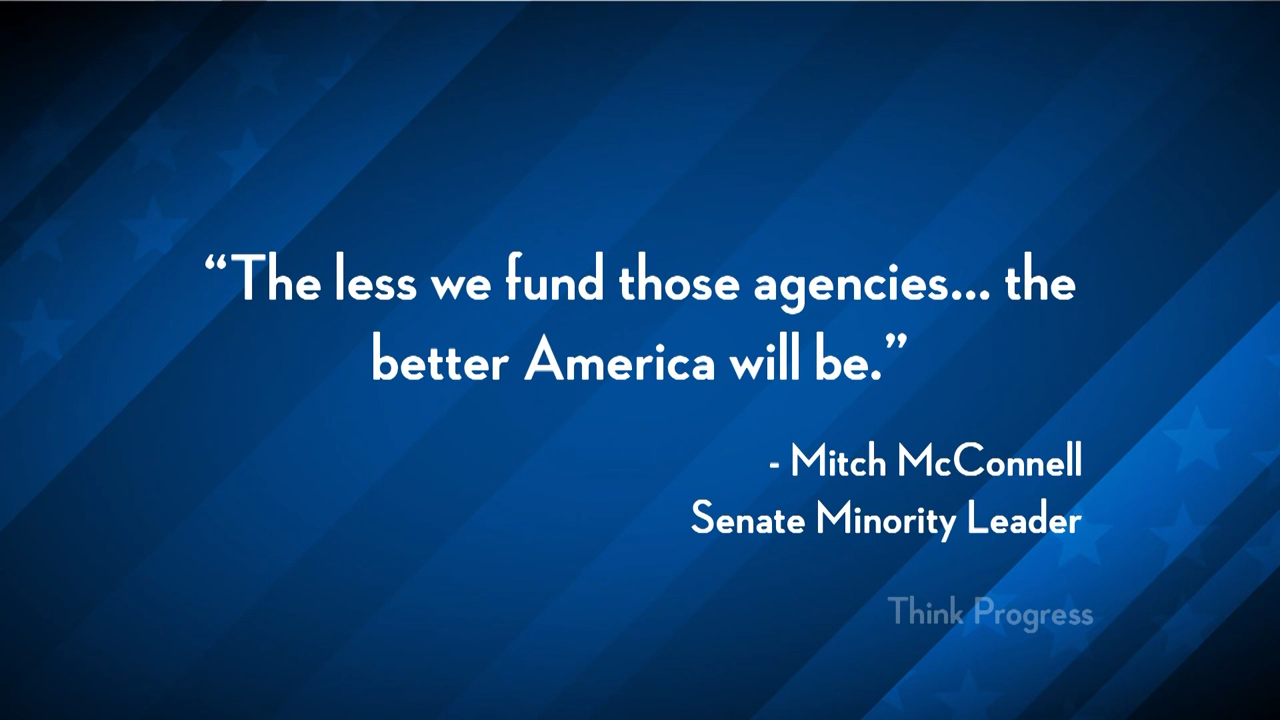 “The less we fund those agencies... the
better America will be.”
- Mitch McConnell
Senate Minority Leader
Think Progress